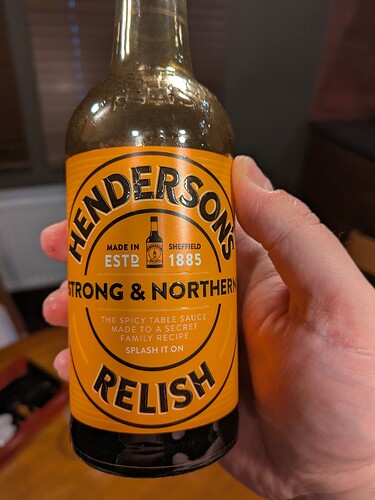 HENDERSON'S
MADE IN SHEFFIELD
ESTD 1885
STRONG & NORTHERN
THE SPICY TABLE SAUCE
MADE TO A SECRET
FAMILY RECIPE
SPLASH IT ON
RELISH